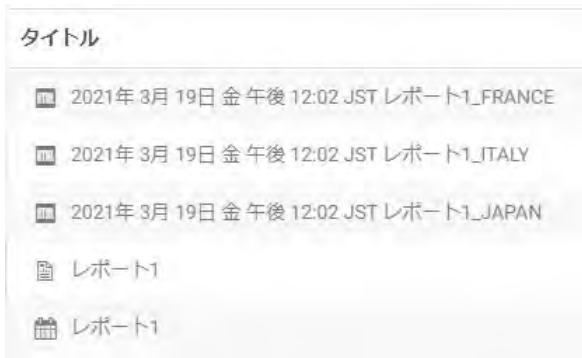 タイトル
2021年 3月 19日 金 午後 12:02 JST レポート1_FRANCE
2021年 3月 19日 金 午後 12:02 JST レポート1_ITALY
2021年 3月 19日 金 午後 12:02 JST レポート1_JAPAN
レポート1
レポート1